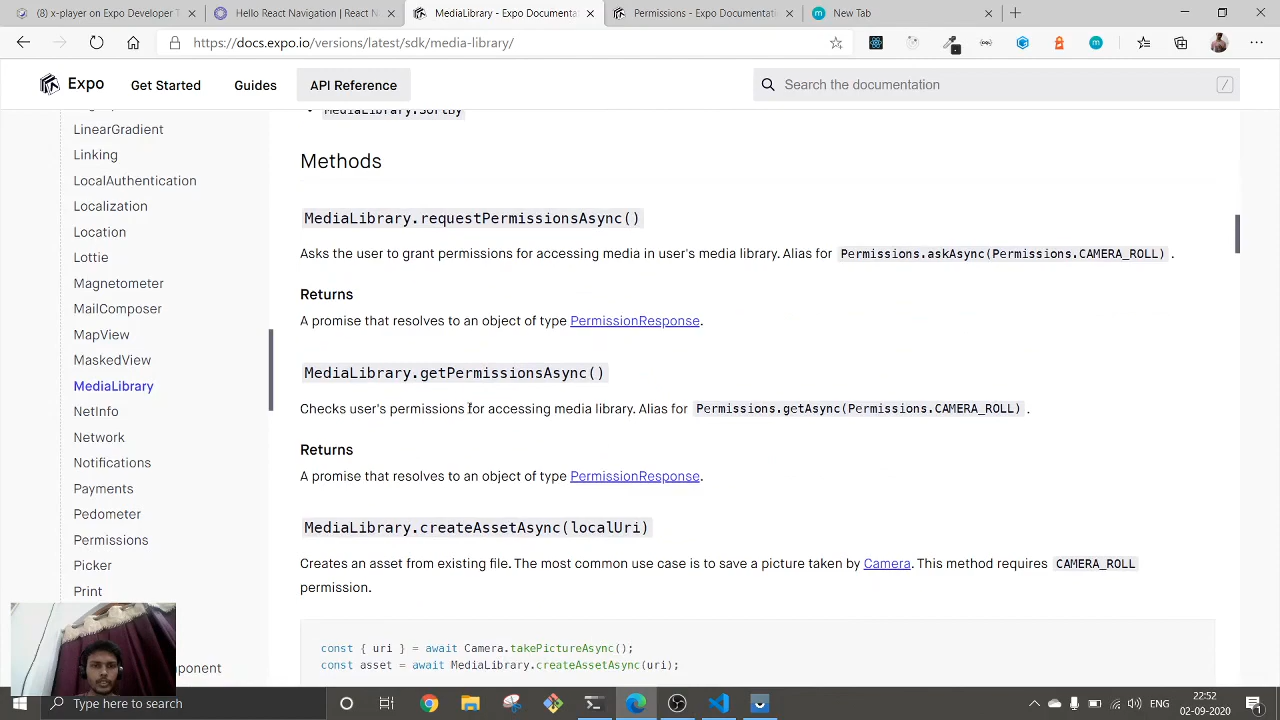 (8) x-player on Expo Developer T
Hello React Navigation | React N
MediaLibrary - Expo Documentati
Permissions - Expo Documentatio
New Tab
https://docs.expo.io/versions/latest/sdk/media-library/
Expo
Get Started
Guides
API Reference
Search the documentation
/
LinearGradient
Linking
LocalAuthentication
Localization
Location
Lottie
Magnetometer
MailComposer
MapView
MaskedView
MediaLibrary
NetInfo
Network
Notifications
Payments
Pedometer
Permissions
Picker
Print
ponent
MediaLibrary.SortBy
Methods
MediaLibrary.requestPermissionsAsync()
Asks the user to grant permissions for accessing media in user's media library. Alias for Permissions.askAsync(Permissions.CAMERA_ROLL) .
Returns
A promise that resolves to an object of type PermissionResponse.
MediaLibrary.getPermissionsAsync()
Checks user's permissions for accessing media library. Alias for Permissions.getAsync(Permissions.CAMERA_ROLL) .
Returns
A promise that resolves to an object of type PermissionResponse.
MediaLibrary.createAssetAsync(localUri)
Creates an asset from existing file. The most common use case is to save a picture taken by Camera. This method requires CAMERA_ROLL
permission.
const { uri } = await Camera.takePictureAsync();
const asset = await MediaLibrary.createAssetAsync(uri);
Type here to search
ENG
22:52
02-09-2020